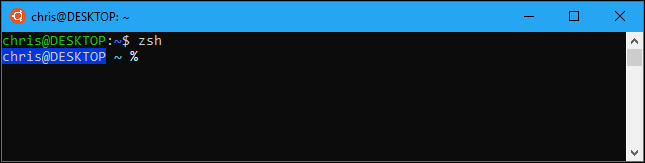 chris@DESKTOP: ~
chris@DESKTOP:~$ zsh
chris@DESKTOP ~ %